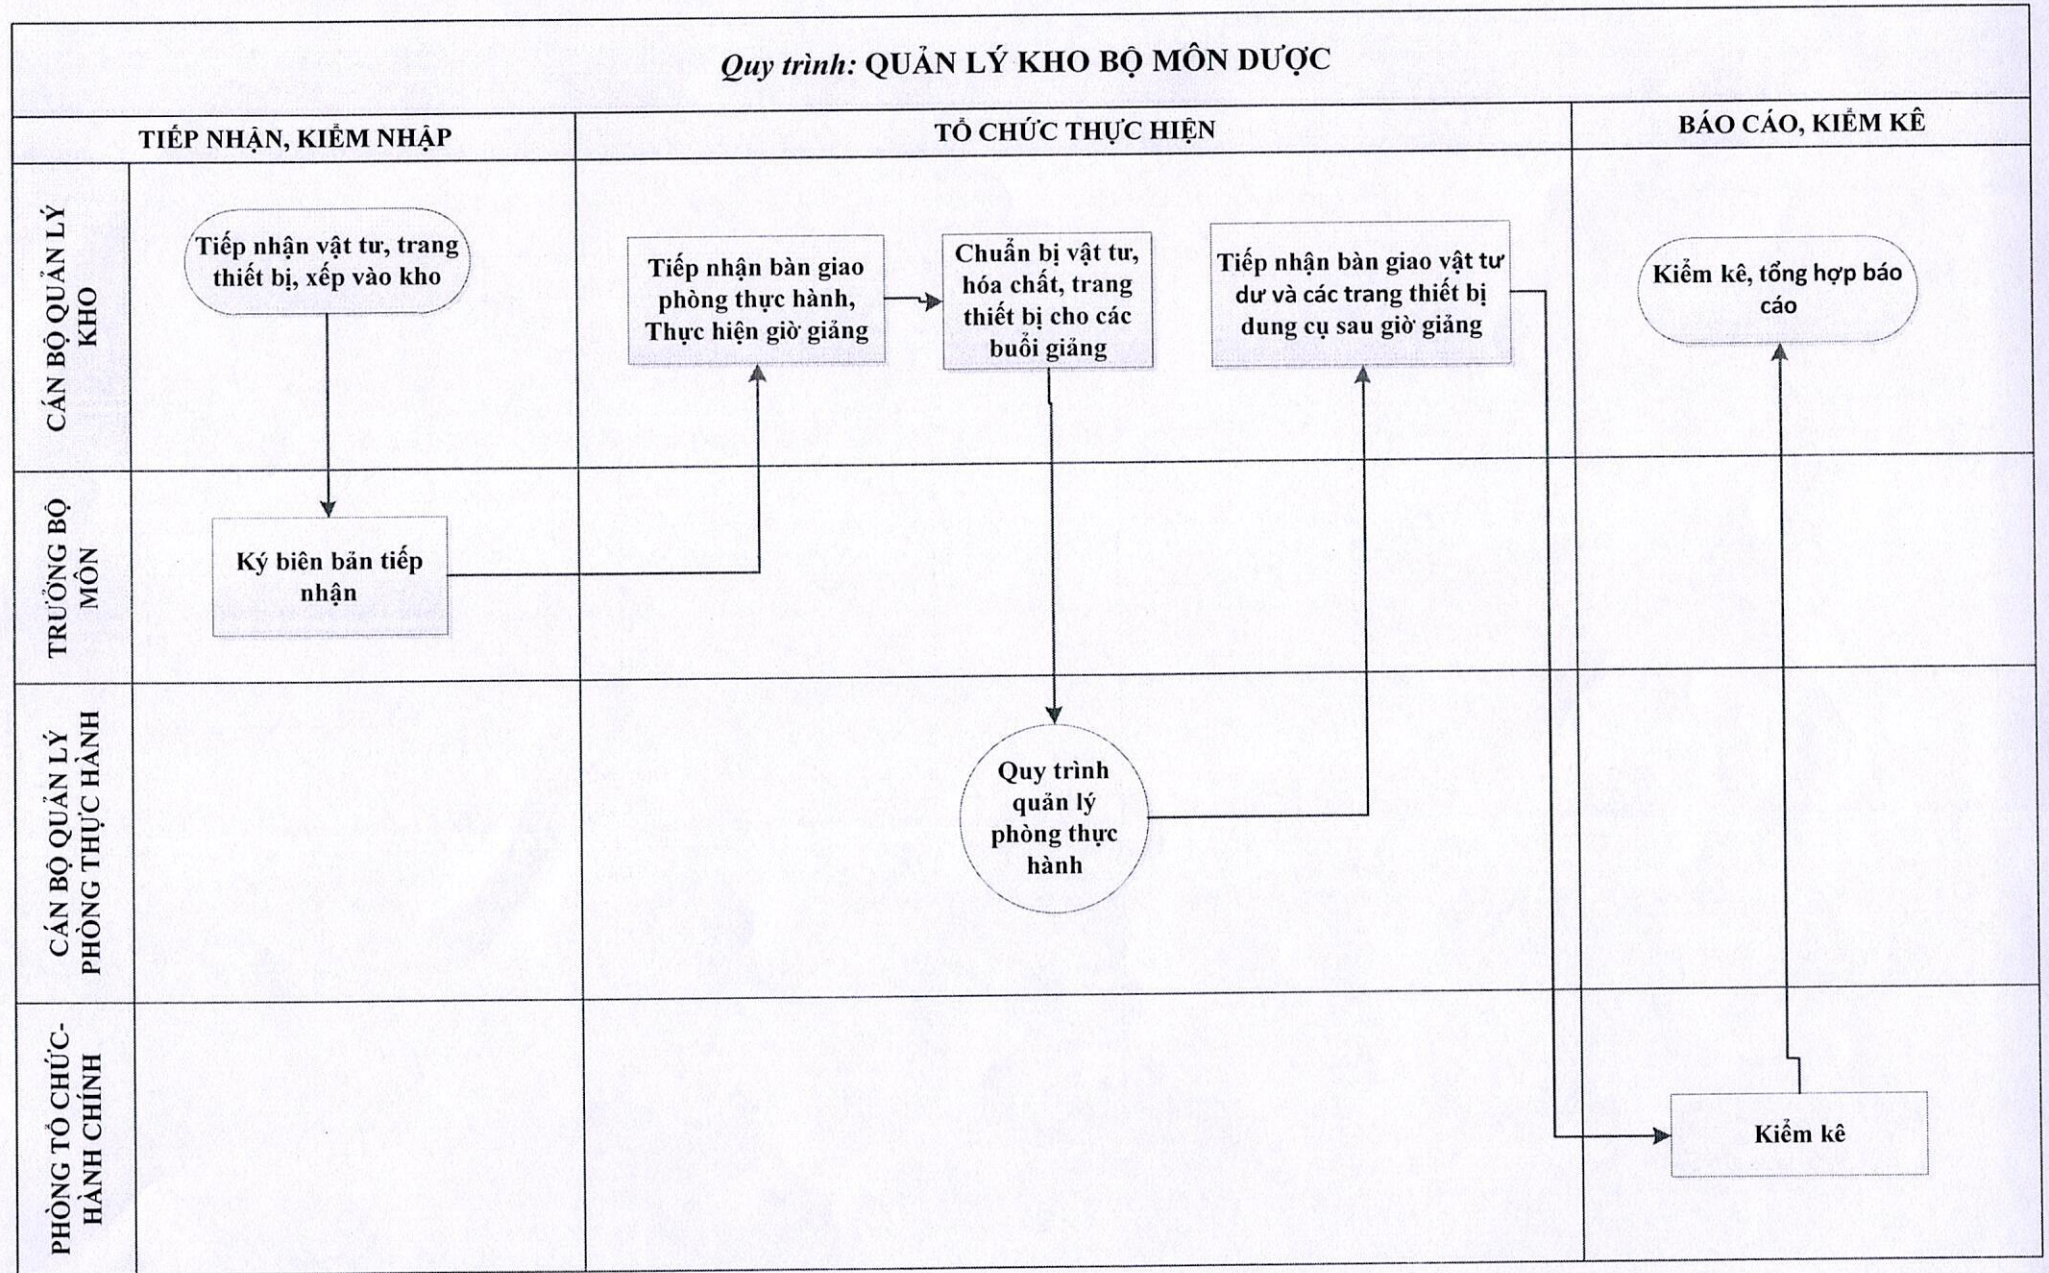 Quy trình: QUẢN LÝ KHO BỘ MÔN DƯỢC
TIẾP NHẬN, KIỂM NHẬP
TỔ CHỨC THỰC HIỆN
BÁO CÁO, KIỂM KÊ
CÁN BỘ QUẢN LÝ
KHO
Tiếp nhận vật tư, trang
thiết bị, xếp vào kho
Tiếp nhận bàn giao
phòng thực hành,
Thực hiện giờ giảng
Chuẩn bị vật tư,
hóa chất, trang
thiết bị cho các
buổi giảng
Tiếp nhận bàn giao vật tư
dư và các trang thiết bị
dung cụ sau giờ giảng
Kiểm kê, tổng hợp báo
cáo
TRƯỞNG BỘ
MÔN
Ký biên bản tiếp
nhận
CÁN BỘ QUẢN LÝ
PHÒNG THỰC HÀNH
Quy trình
quản lý
phòng thực
hành
PHÒNG TỔ CHỨC-
HÀNH CHÍNH
Kiểm kê